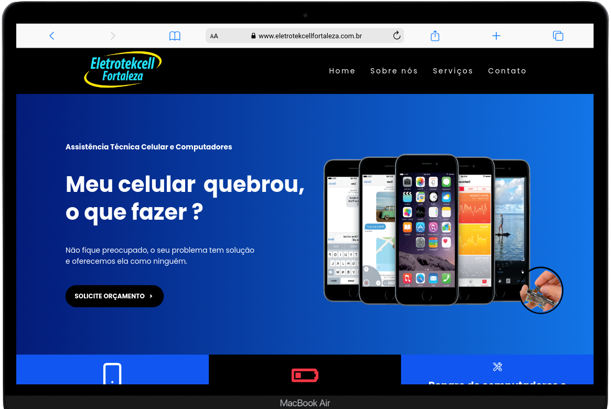 AA www.eletrotekcellfortaleza.com.br
Eletrotekcell
Fortaleza
Home Sobre nós Serviços Contato
Assistência Técnica Celular e Computadores
Meu celular quebrou,
o que fazer ?
Não fique preocupado, o seu problema tem solução
e oferecemos ela como ninguém.
SOLICITE ORÇAMENTO ›
MacBook Air